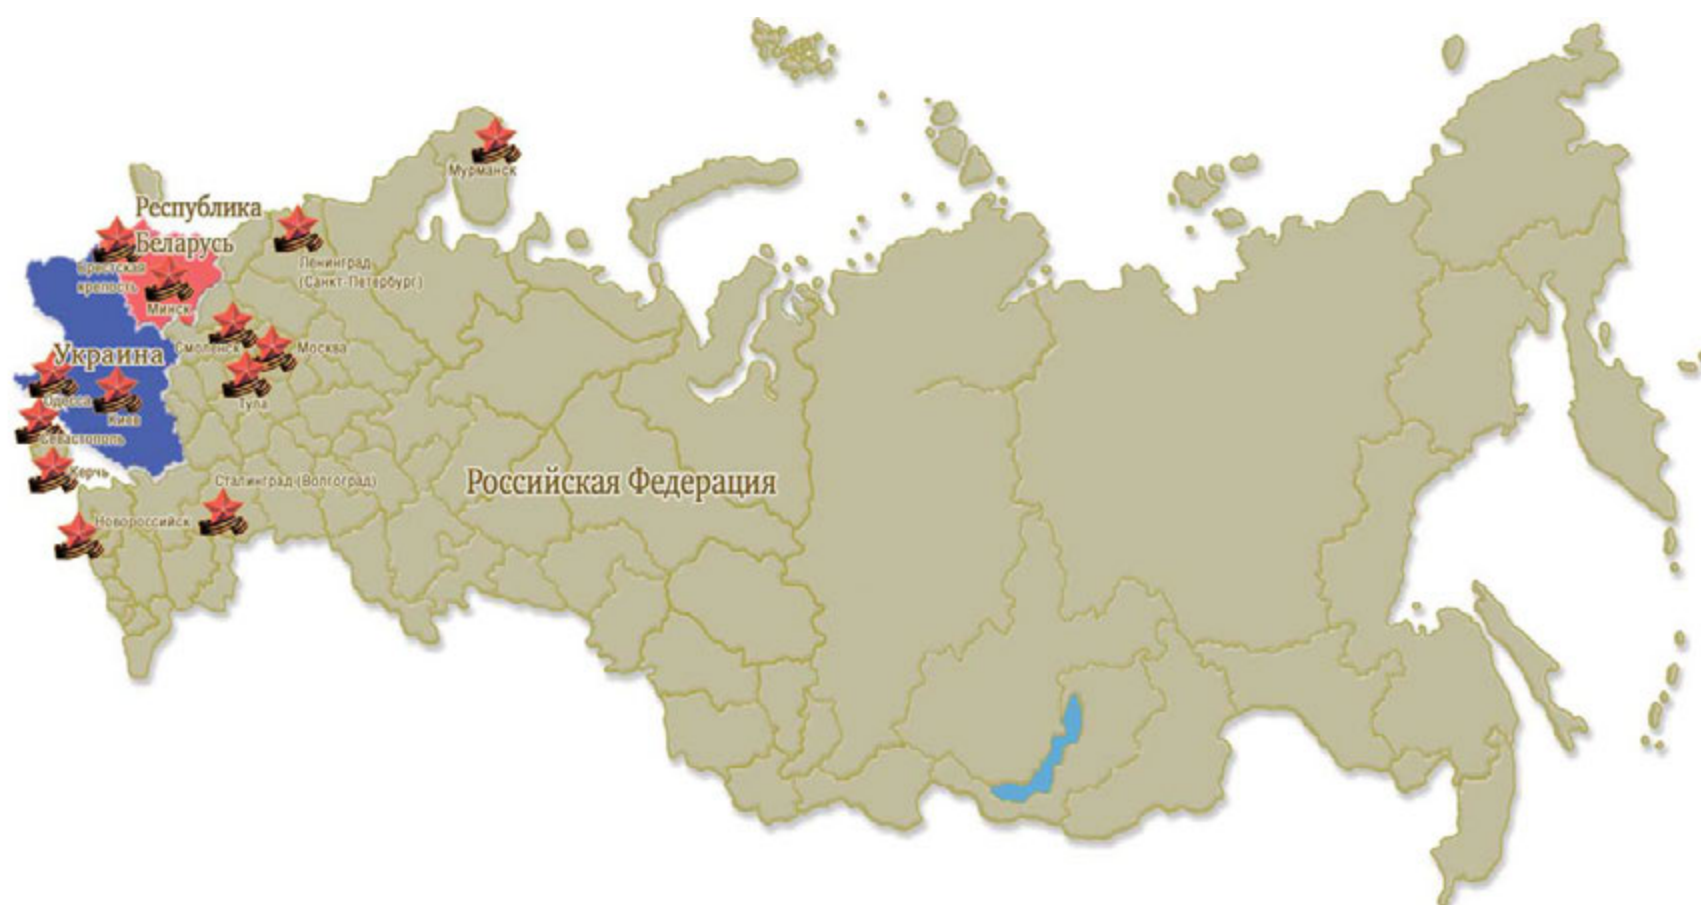 Мурманск
Республика
Беларусь
Брестская
крепость
Минск
Ленинград
(Санкт-Петербург)
Смоленск
Москва
Украина
Тула
Одесса
Киев
Севастополь
Керчь
Сталинград (Волгоград)
Российская Федерация
Новороссийск